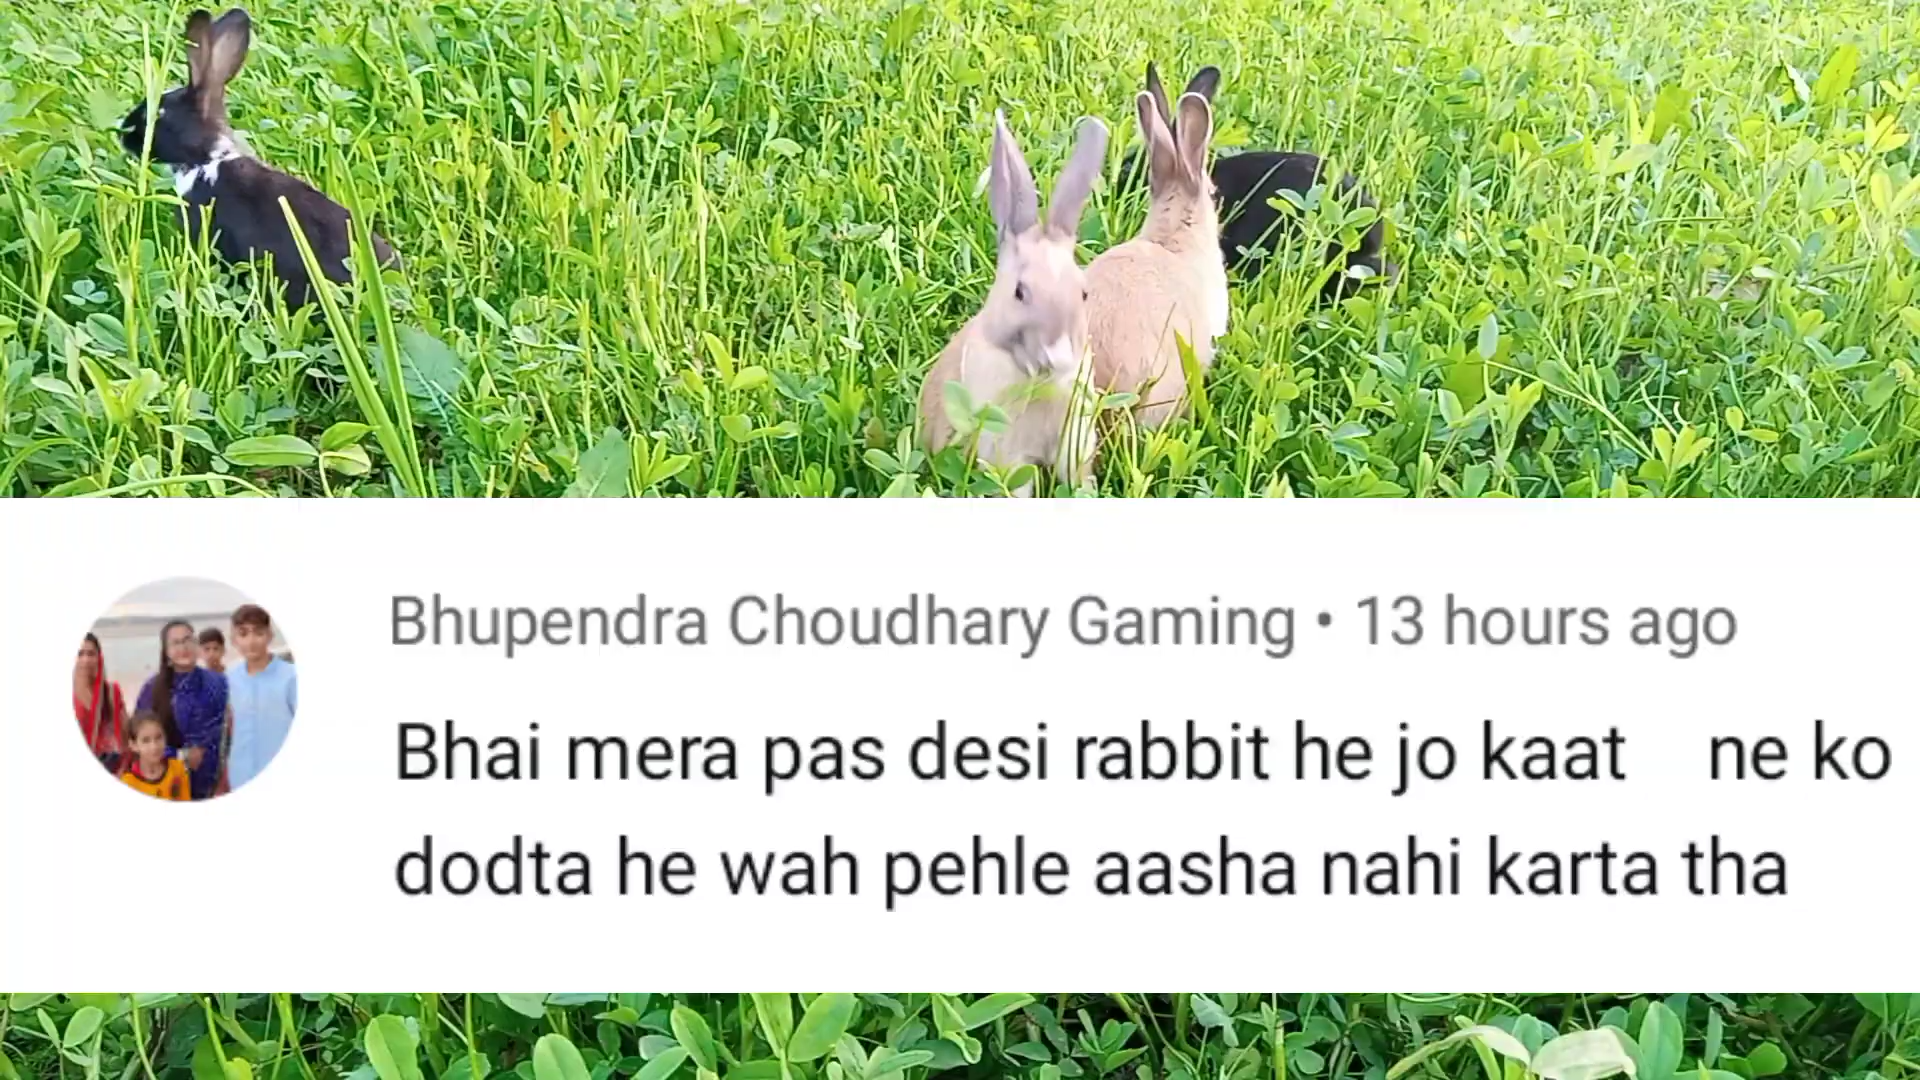 Bhupendra Choudhary Gaming • 13 hours ago
Bhai mera pas desi rabbit he jo kaat ne ko
dodta he wah pehle aasha nahi karta tha